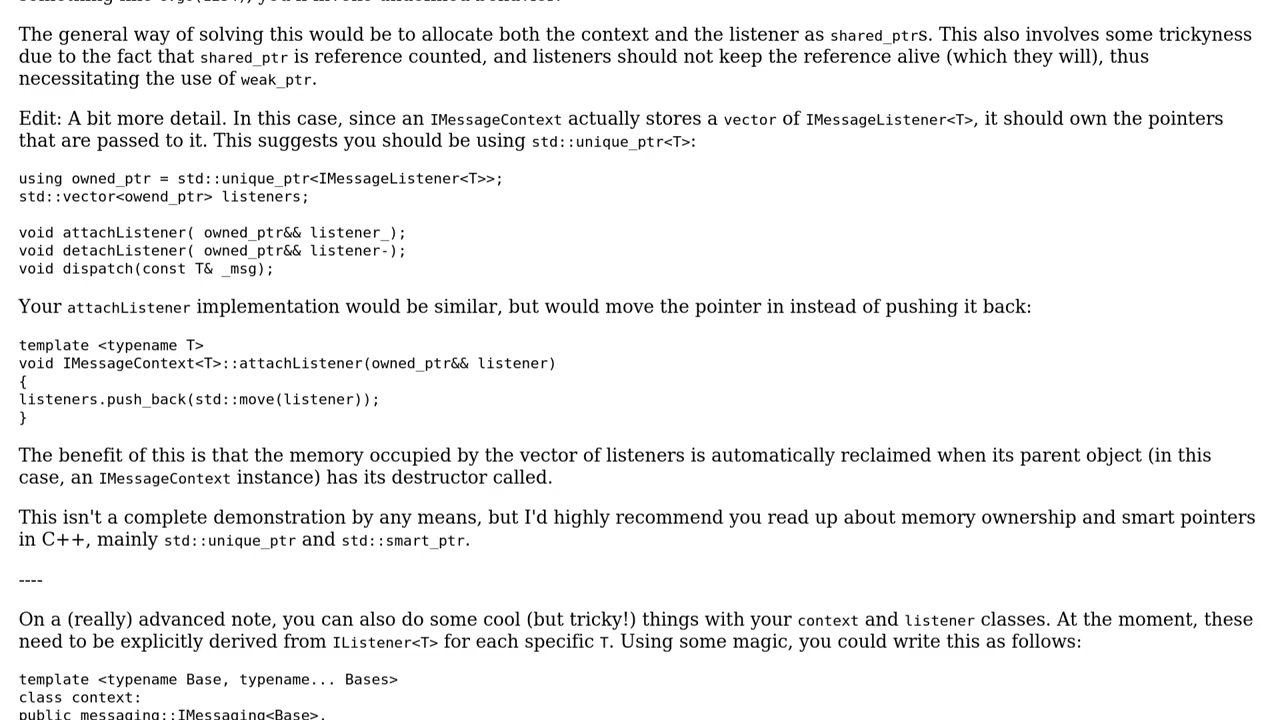 The general way of solving this would be to allocate both the context and the listener as shared_ptrs. This also involves some trickyness
due to the fact that shared_ptr is reference counted, and listeners should not keep the reference alive (which they will), thus
necessitating the use of weak_ptr.
Edit: A bit more detail. In this case, since an IMessageContext actually stores a vector of IMessageListener<T>, it should own the pointers
that are passed to it. This suggests you should be using std::unique_ptr<T>:
using owned_ptr = std::unique_ptr<IMessageListener<T>>;
std::vector<owend_ptr> listeners;
void attachListener( owned_ptr&& listener_);
void detachListener( owned_ptr&& listener-);
void dispatch(const T& _msg);
Your attachListener implementation would be similar, but would move the pointer in instead of pushing it back:
template <typename T>
void IMessageContext<T>::attachListener(owned_ptr&& listener)
{
listeners.push_back(std::move(listener));
}
The benefit of this is that the memory occupied by the vector of listeners is automatically reclaimed when its parent object (in this
case, an IMessageContext instance) has its destructor called.
This isn't a complete demonstration by any means, but I'd highly recommend you read up about memory ownership and smart pointers
in C++, mainly std::unique_ptr and std::smart_ptr.
----
On a (really) advanced note, you can also do some cool (but tricky!) things with your context and listener classes. At the moment, these
need to be explicitly derived from IListener<T> for each specific T. Using some magic, you could write this as follows:
template <typename Base, typename... Bases>
class context:
public messaging::IMessaging<Base>,